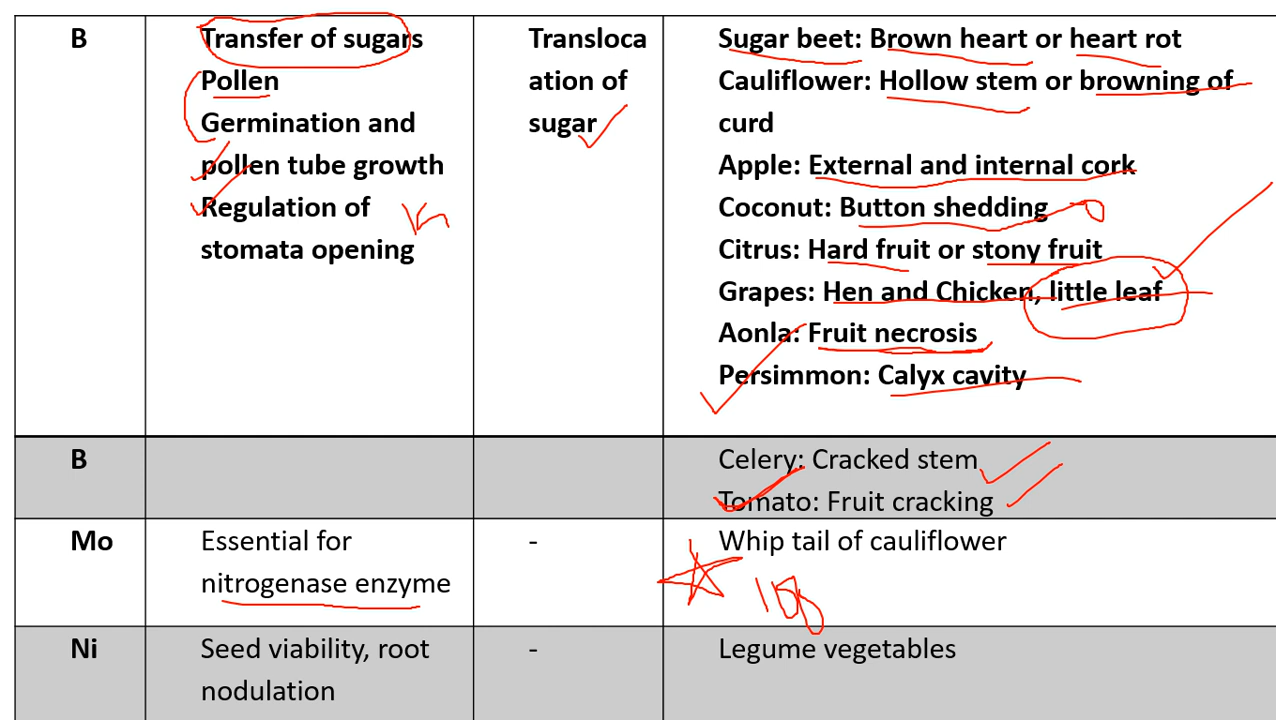 B
Transfer of sugars
Pollen
Germination and
pollen tube growth
Regulation of
stomata opening
Transloca
ation of
sugar
Sugar beet: Brown heart or heart rot
Cauliflower: Hollow stem or browning of
curd
Apple: External and internal cork
Coconut: Button shedding
Citrus: Hard fruit or stony fruit
Grapes: Hen and Chicken, little leaf
Aonla: Fruit necrosis
Persimmon: Calyx cavity
B
Celery: Cracked stem
Tomato: Fruit cracking
Mo
Essential for
nitrogenase enzyme
-
Whip tail of cauliflower
Ni
Seed viability, root
nodulation
-
Legume vegetables